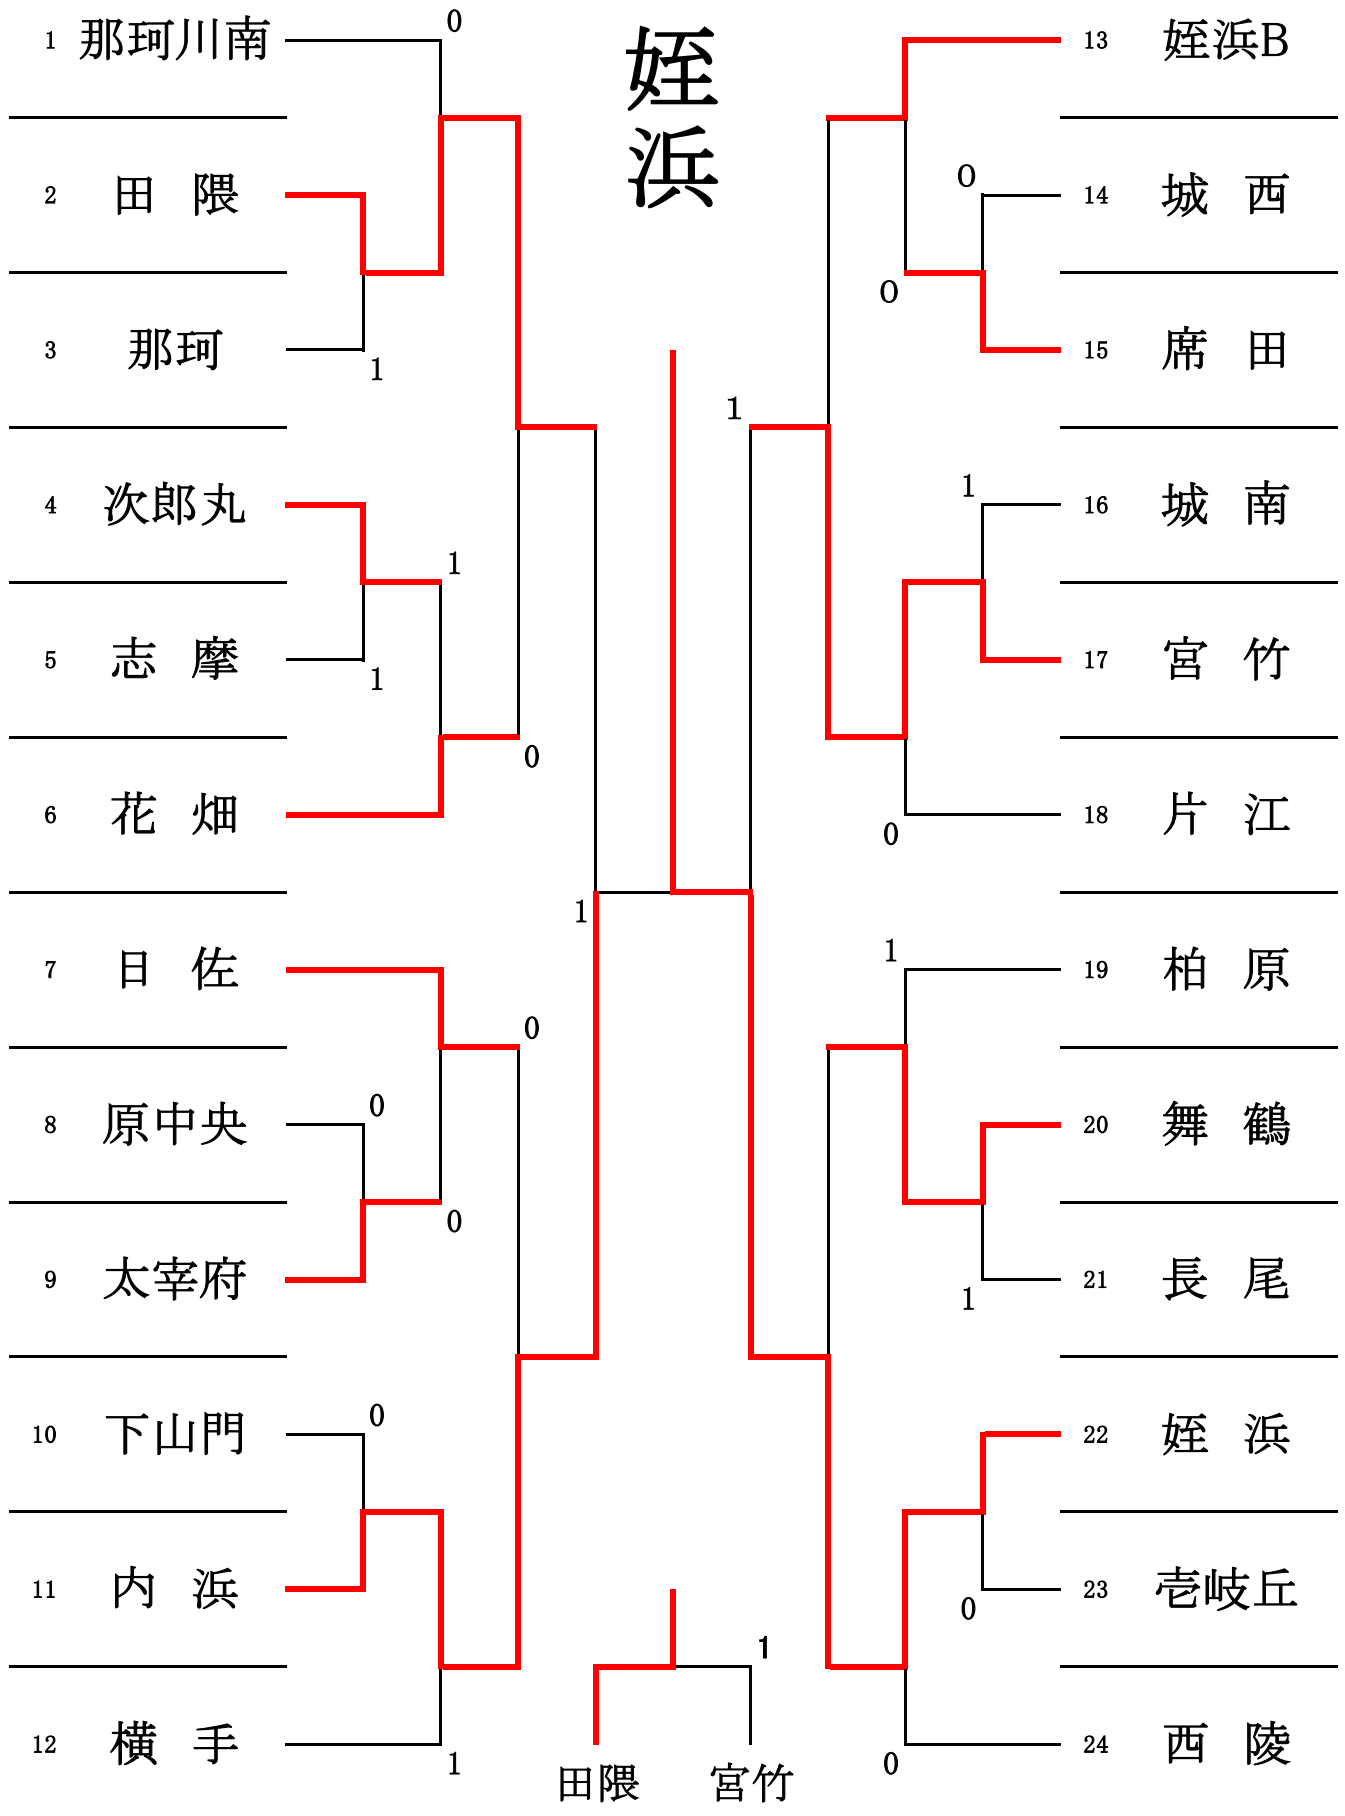 姪浜
1 那珂川南
0
2 田 隈
3 那珂
1
4 次郎丸
1
5 志 摩
1
6 花 畑
0
7 日 佐
0
8 原中央
0
9 太宰府
0
10 下山門
0
11 内 浜
12 横 手
1
1
13 姪浜B
14 城 西
0
15 席 田
0
1
16 城 南
1
17 宮 竹
18 片 江
0
19 柏 原
1
20 舞 鶴
21 長 尾
1
22 姪 浜
23 壱岐丘
0
24 西 陵
0
1
田隈 宮竹